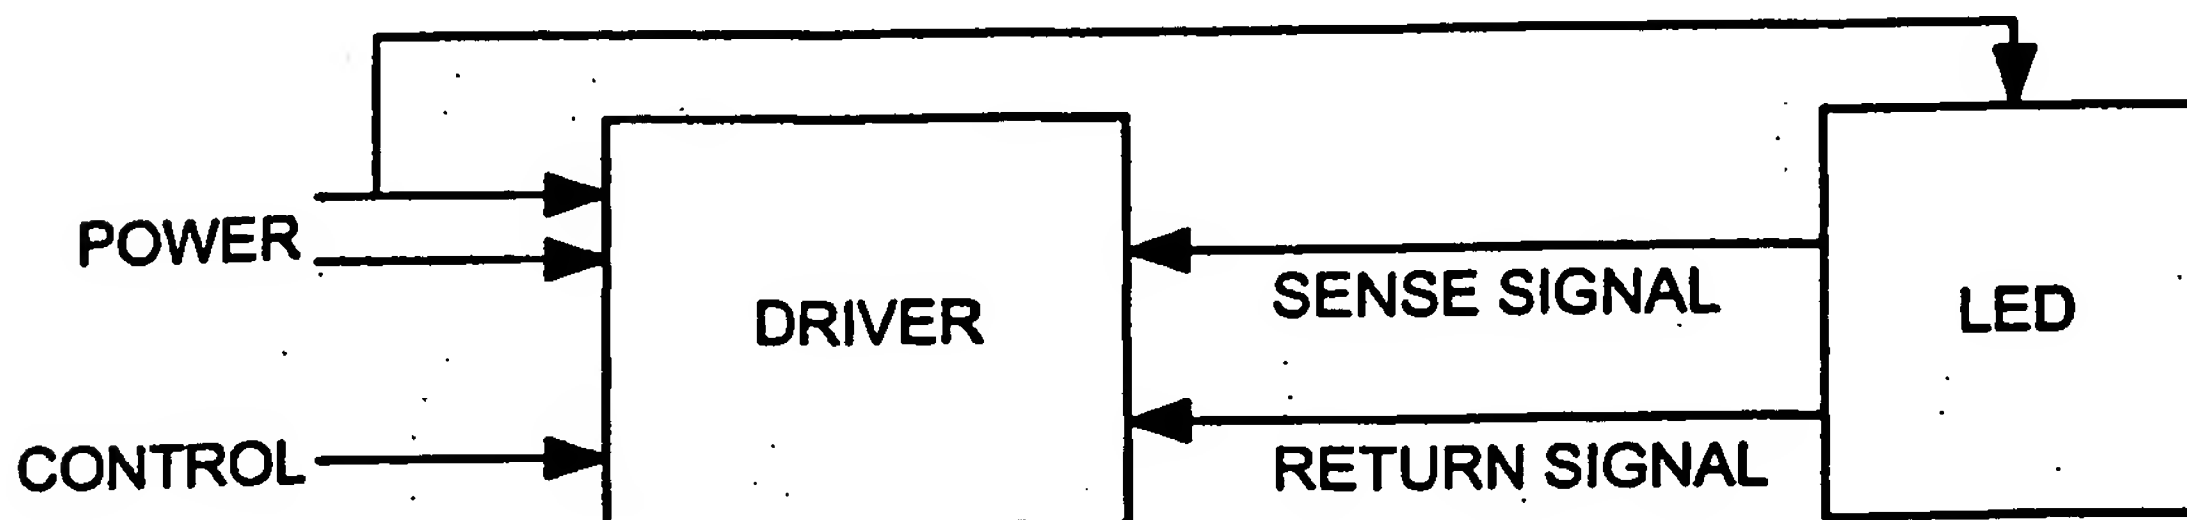 POWER
DRIVER
SENSE SIGNAL
LED
CONTROL
RETURN SIGNAL